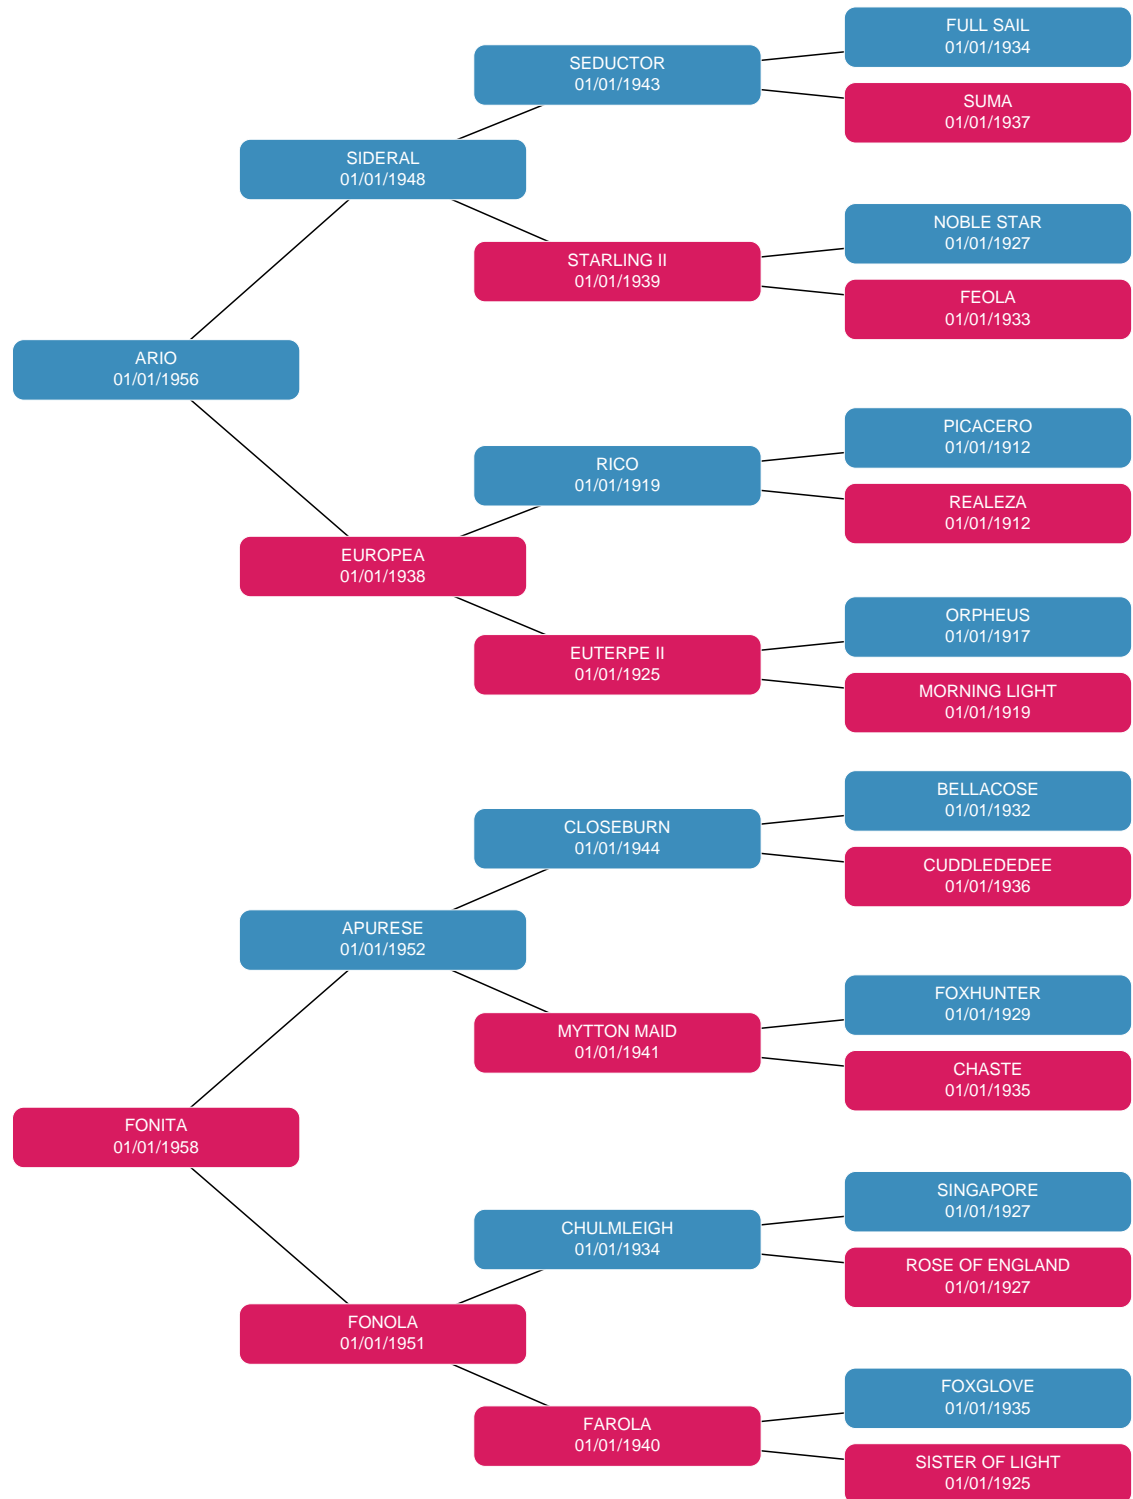 FULL SAIL
01/01/1934
SEDUCTOR
01/01/1943
SUMA
01/01/1937
SIDERAL
01/01/1948
NOBLE STAR
01/01/1927
STARLING II
01/01/1939
FEOLA
01/01/1933
ARIO
01/01/1956
PICACERO
01/01/1912
RICO
01/01/1919
REALEZA
01/01/1912
EUROPEA
01/01/1938
ORPHEUS
01/01/1917
EUTERPE II
01/01/1925
MORNING LIGHT
01/01/1919
BELLACOSE
01/01/1932
CLOSEBURN
01/01/1944
CUDDLEDEDEE
01/01/1936
APURESE
01/01/1952
FOXHUNTER
01/01/1929
MYTTON MAID
01/01/1941
CHASTE
01/01/1935
FONITA
01/01/1958
SINGAPORE
01/01/1927
CHULMLEIGH
01/01/1934
ROSE OF ENGLAND
01/01/1927
FONOLA
01/01/1951
FOXGLOVE
01/01/1935
FAROLA
01/01/1940
SISTER OF LIGHT
01/01/1925